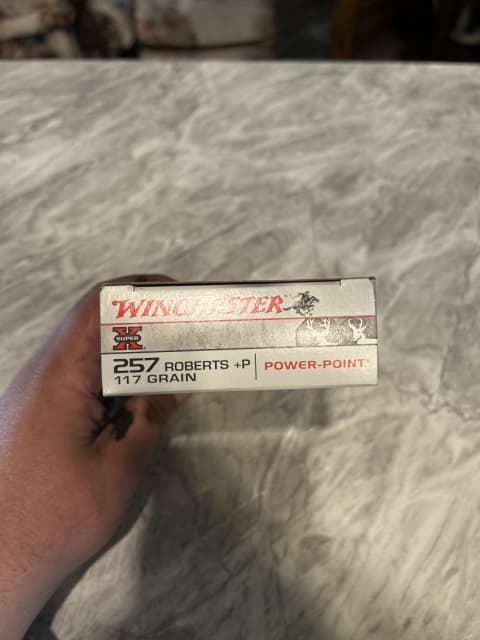 WINCHESTER
SUPER X
257 ROBERTS +P
117 GRAIN
POWER-POINT